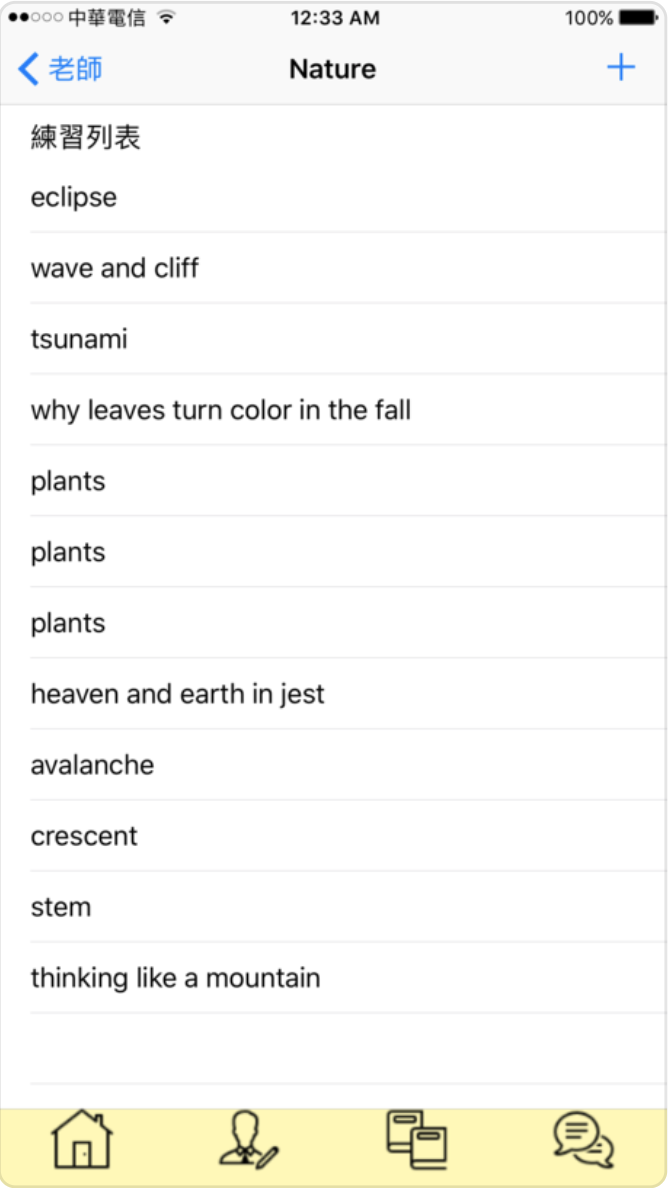 中華電信 12:33 AM 100%
老師 Nature
練習列表
eclipse
wave and cliff
tsunami
why leaves turn color in the fall
plants
plants
plants
heaven and earth in jest
avalanche
crescent
stem
thinking like a mountain